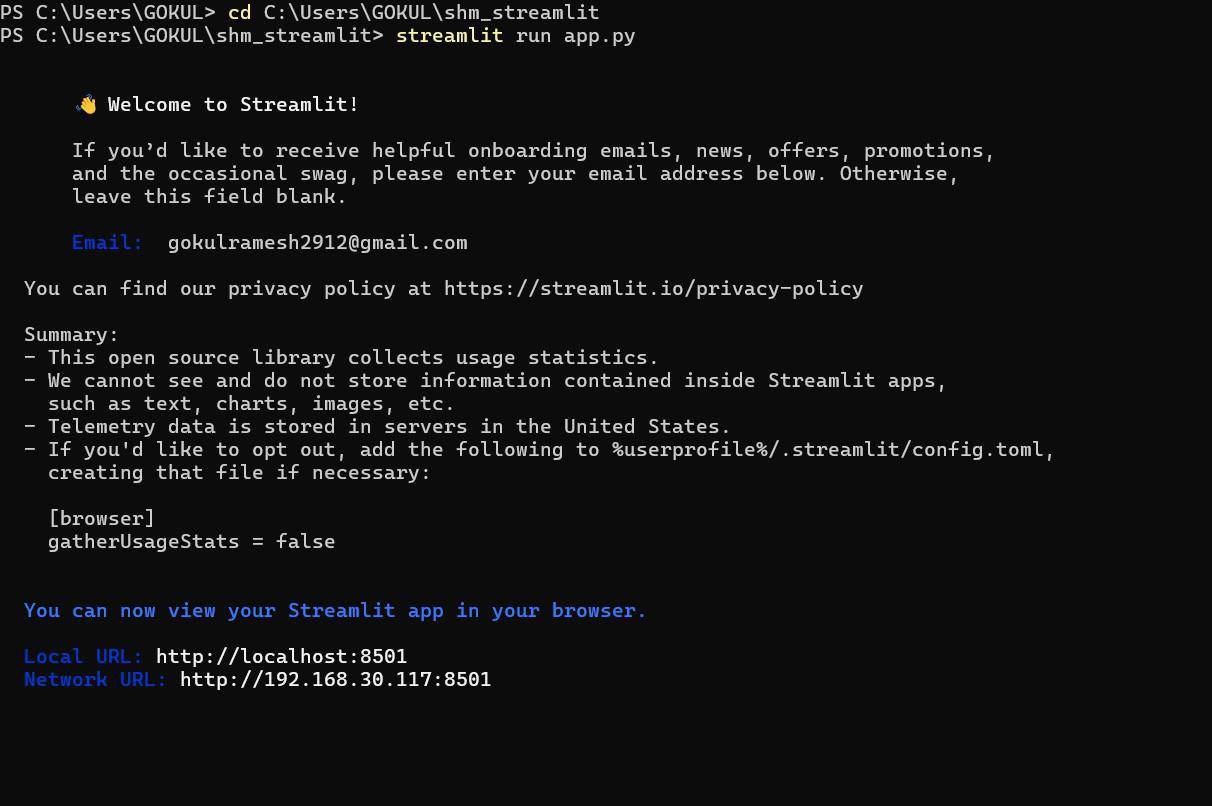 PS C:\Users\GOKUL> cd C:\Users\GOKUL\shm_streamlit
PS C:\Users\GOKUL\shm_streamlit> streamlit run app.py
👋 Welcome to Streamlit!
If you’d like to receive helpful onboarding emails, news, offers, promotions,
and the occasional swag, please enter your email address below. Otherwise,
leave this field blank.
Email:  gokulramesh2912@gmail.com
You can find our privacy policy at https://streamlit.io/privacy-policy
Summary:
- This open source library collects usage statistics.
- We cannot see and do not store information contained inside Streamlit apps,
such as text, charts, images, etc.
- Telemetry data is stored in servers in the United States.
- If you'd like to opt out, add the following to %userprofile%/.streamlit/config.toml,
creating that file if necessary:
[browser]
gatherUsageStats = false
You can now view your Streamlit app in your browser.
Local URL: http://localhost:8501
Network URL: http://192.168.30.117:8501